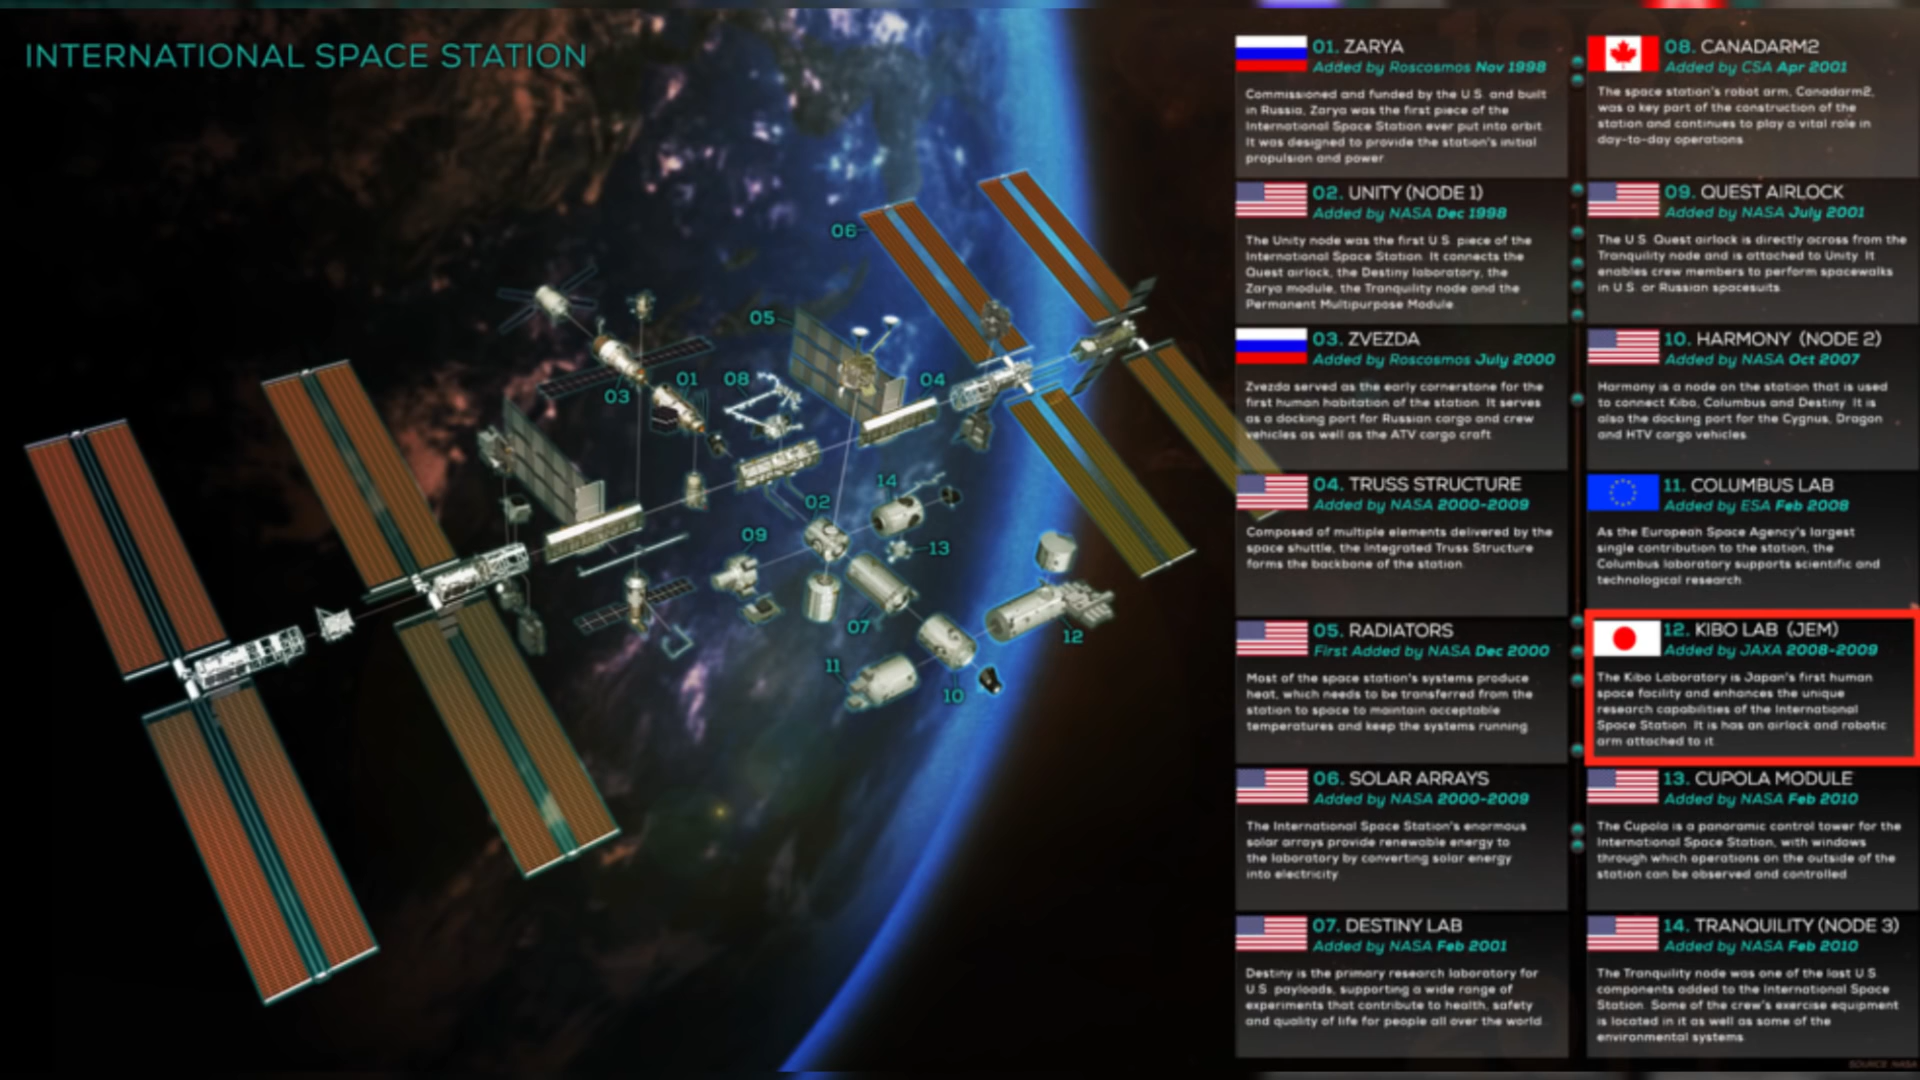 INTERNATIONAL SPACE STATION
06
05
04
08
01
03
02
14
13
09
07
11
10
12
01. ZARYA
Added by Roscosmos Nov 1998
Commissioned and funded by the U.S. and built
in Russia, Zarya was the first piece of the
International Space Station ever put into orbit.
It was designed to provide the station's initial
propulsion and power.
02. UNITY (NODE 1)
Added by NASA Dec 1998
The Unity node was the first U.S. piece of the
International Space Station. It connects the
Quest airlock, the Destiny laboratory, the
Zarya module, the Tranquility node and the
Permanent Multipurpose Module.
03. ZVEZDA
Added by Roscosmos July 2000
Zvezda served as the early cornerstone for the
first human habitation of the station. It serves
as a docking port for Russian cargo and crew
vehicles as well as the ATV cargo craft.
04. TRUSS STRUCTURE
Added by NASA 2000-2009
Composed of multiple elements delivered by the
space shuttle, the Integrated Truss Structure
forms the backbone of the station.
05. RADIATORS
First Added by NASA Dec 2000
Most of the space station's systems produce
heat, which needs to be transferred from the
station to space to maintain acceptable
temperatures and keep the systems running.
06. SOLAR ARRAYS
Added by NASA 2000-2009
The International Space Station's enormous
solar arrays provide renewable energy to
the laboratory by converting solar energy
into electricity.
07. DESTINY LAB
Added by NASA Feb 2001
Destiny is the primary research laboratory for
U.S. payloads, supporting a wide range of
experiments that contribute to health, safety
and quality of life for people all over the world.
08. CANADARM2
Added by CSA Apr 2001
The space station's robot arm, Canadarm2,
was a key part of the construction of the
station and continues to play a vital role in
day-to-day operations.
09. QUEST AIRLOCK
Added by NASA July 2001
The U.S. Quest airlock is directly across from the
Tranquility node and is attached to Unity. It
enables crew members to perform spacewalks
in U.S. or Russian spacesuits.
10. HARMONY (NODE 2)
Added by NASA Oct 2007
Harmony is a node on the station that is used
to connect Kibo, Columbus and Destiny. It is
also the docking port for the Cygnus, Dragon
and HTV cargo vehicles.
11. COLUMBUS LAB
Added by ESA Feb 2008
As the European Space Agency's largest
single contribution to the station, the
Columbus laboratory supports scientific and
technological research.
12. KIBO LAB (JEM)
Added by JAXA 2008-2009
The Kibo Laboratory is Japan's first human
space facility and enhances the unique
research capabilities of the International
Space Station. It is has an airlock and robotic
arm attached to it.
13. CUPOLA MODULE
Added by NASA Feb 2010
The Cupola is a panoramic control tower for the
International Space Station, with windows
through which operations on the outside of the
station can be observed and controlled.
14. TRANQUILITY (NODE 3)
Added by NASA Feb 2010
The Tranquility node was one of the last U.S.
components added to the International Space
Station. Some of the crew's exercise equipment
is located in it as well as some of the
environmental systems.
SOURCE: NASA